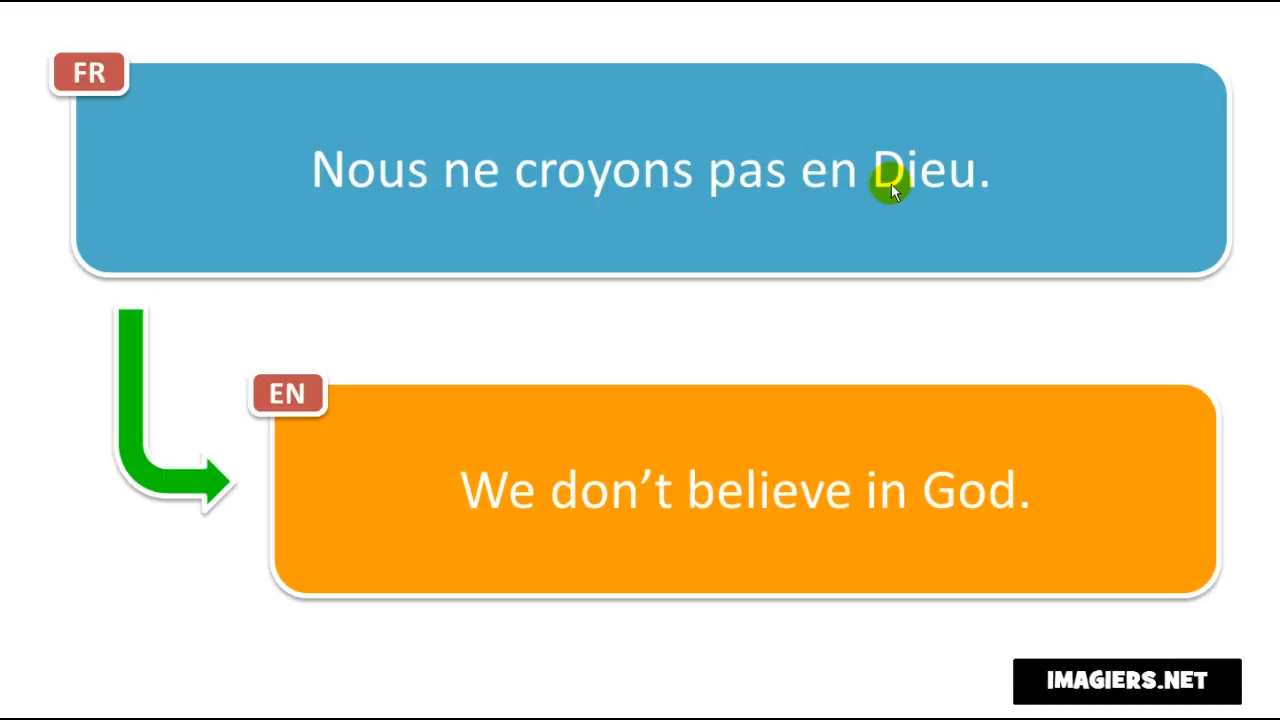 FR
Nous ne croyons pas en Dieu.
EN
We don’t believe in God.
IMAGIERS.NET